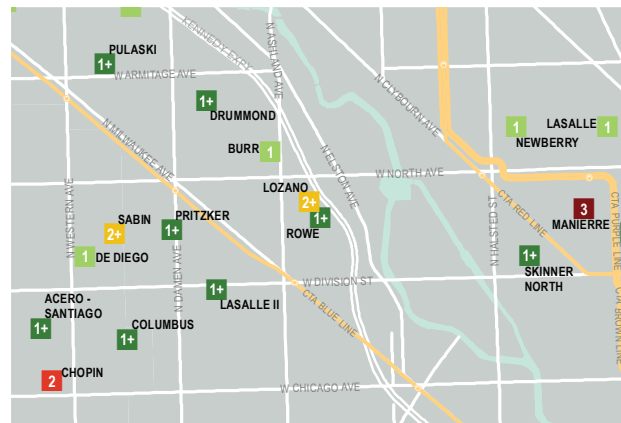 PULASKI
1+
W ARMITAGE AVE
KENNEDY EXPY
N ASHLAND AVE
N CLYBOURN AVE
1+
DRUMMOND
N MILWAUKEE AVE
BURR
1
N ELSTON AVE
1
NEWBERRY
LASALLE
1
W NORTH AVE
N WESTERN AVE
LOZANO
2+
1+
ROWE
CTA RED LINE
N HALSTED ST
3
MANIERRE
CTA PURPLE LINE
SABIN
2+
PRITZKER
1+
1
DE DIEGO
N DAMEN AVE
1+
SKINNER
NORTH
W DIVISION ST
CTA BLUE LINE
CTA BROWN LINE
1+
LASALLE II
ACERO -
SANTIAGO
1+
1+
COLUMBUS
2
CHOPIN
W CHICAGO AVE